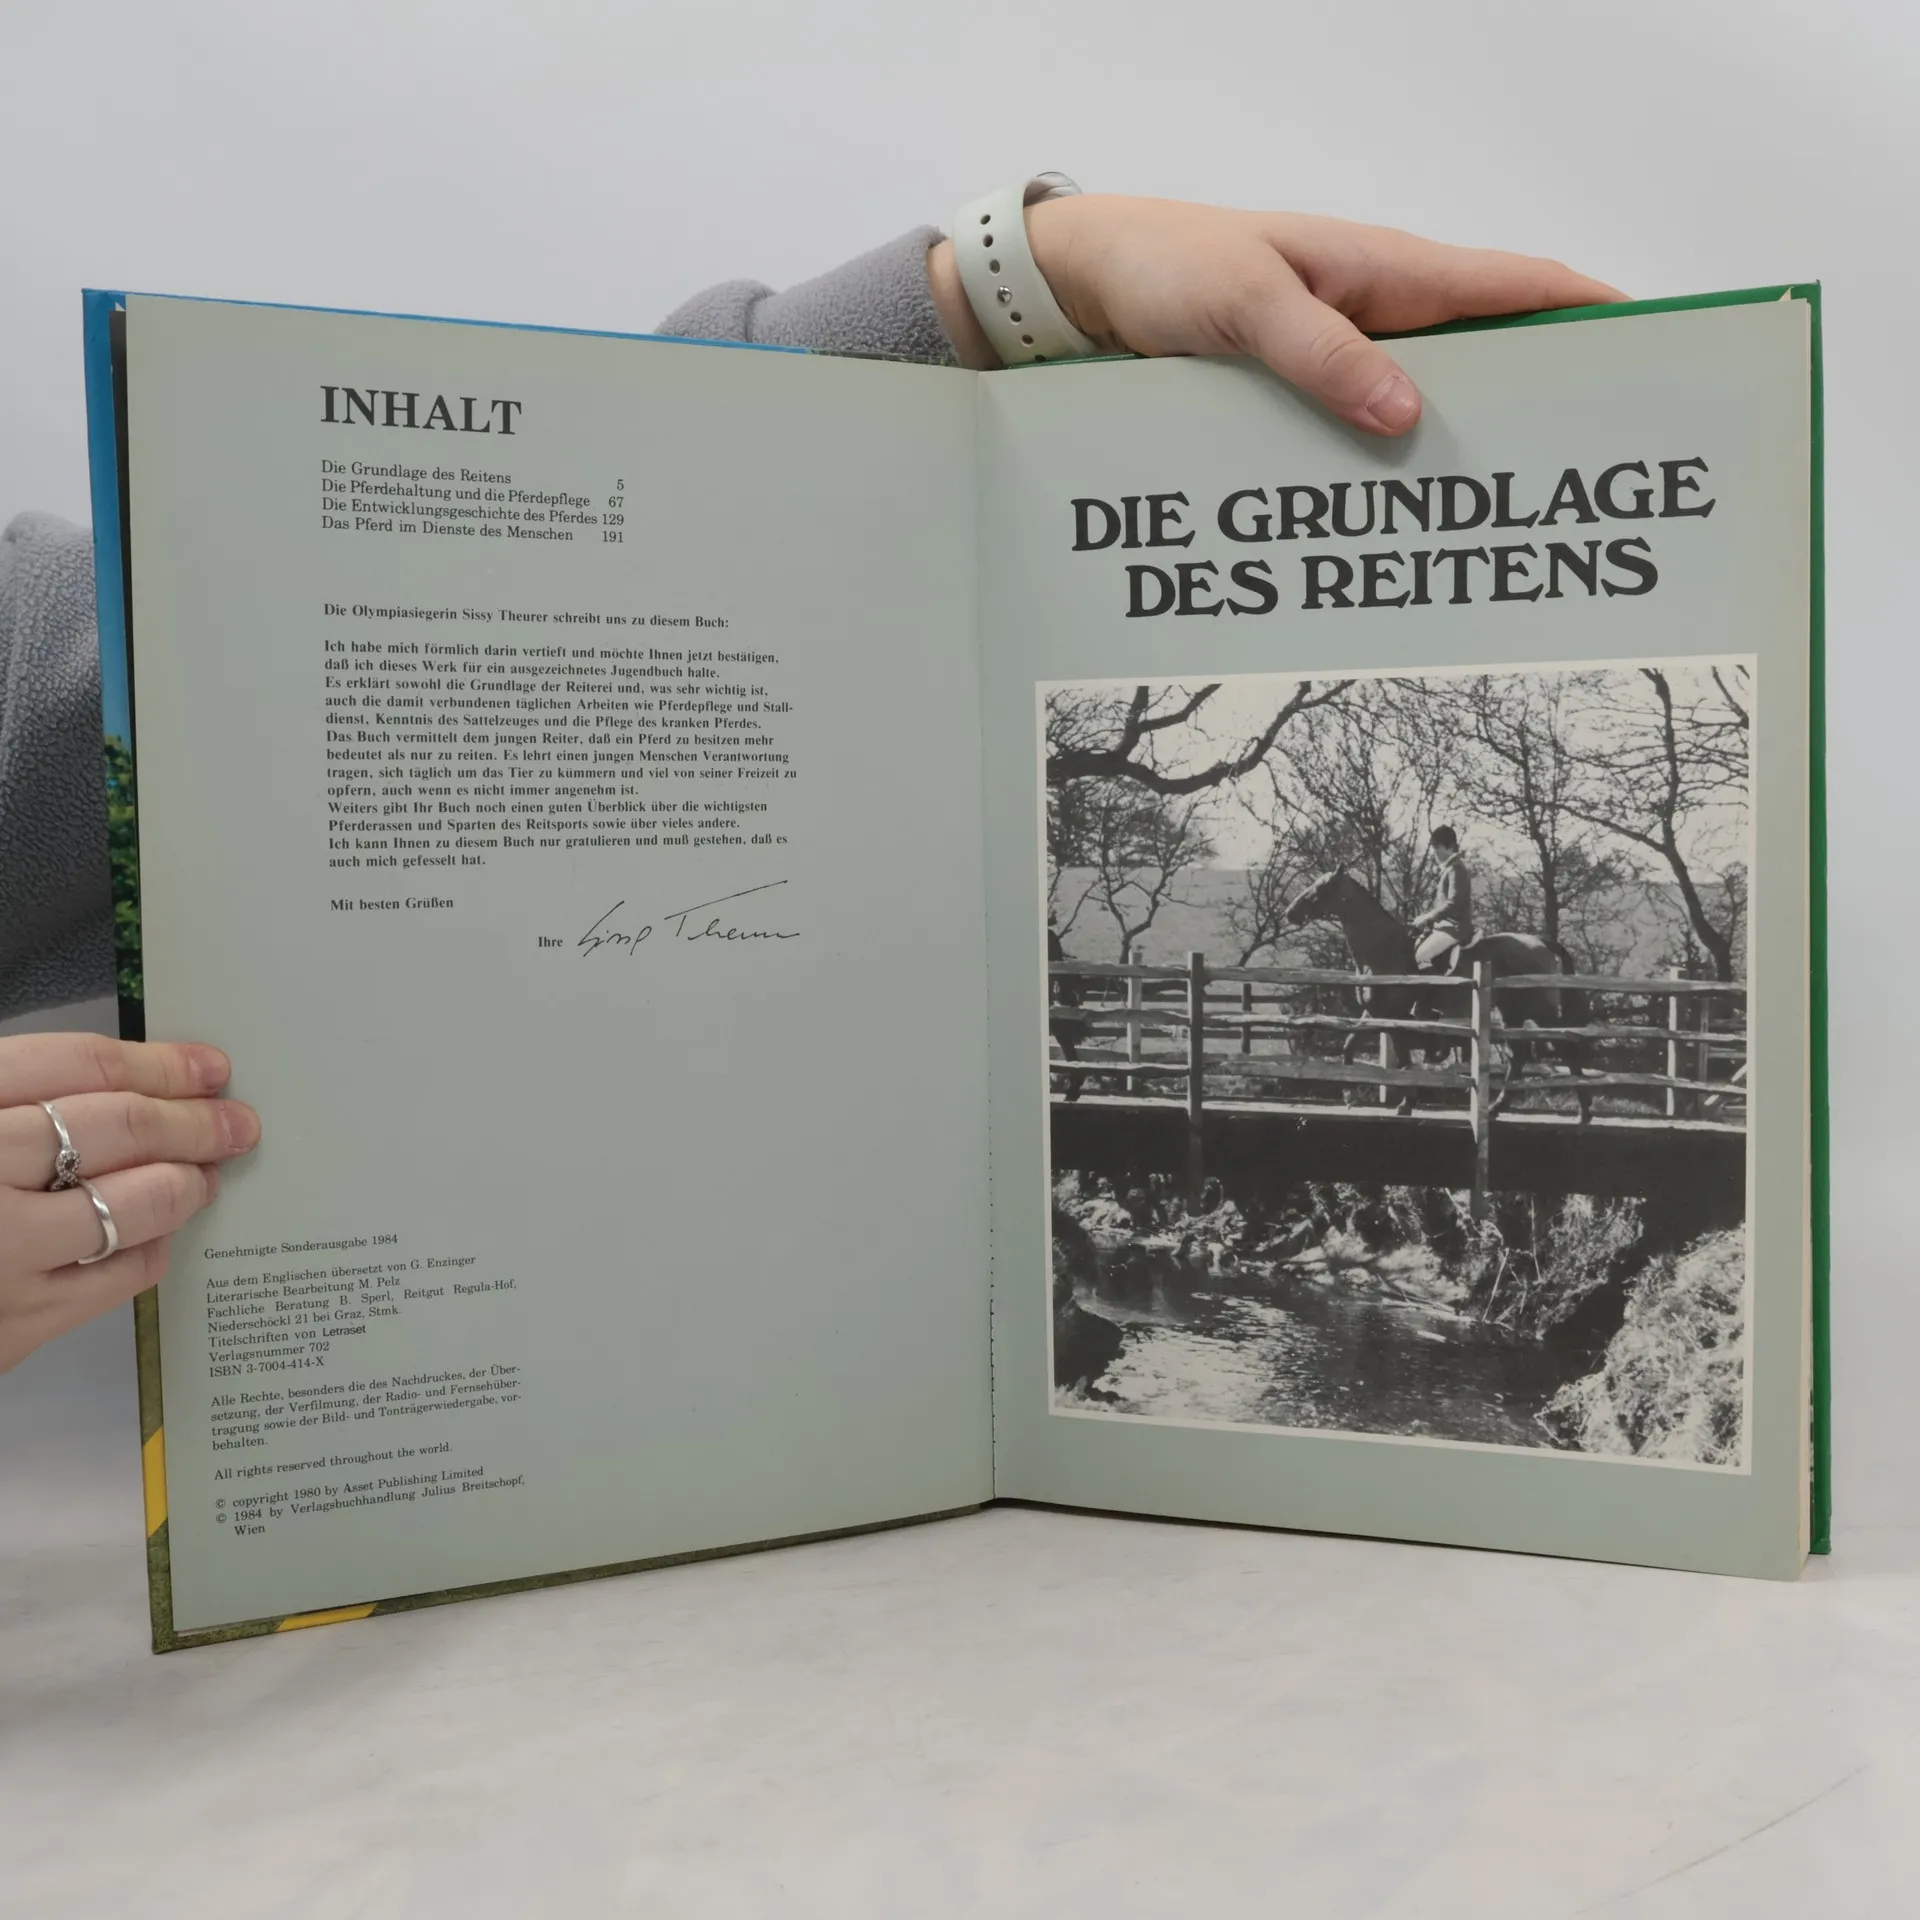 INHALT
Die Grundlage des Reitens 5
Die Pferdehaltung und die Pferdepflege 67
Die Entwicklungsgeschichte des Pferdes 129
Das Pferd im Dienste des Menschen 191
Die Olympiasiegerin Sissy Theurer schreibt uns zu diesem Buch:
Ich habe mich förmlich darin vertieft und möchte Ihnen jetzt bestätigen,
daß ich dieses Werk für ein ausgezeichnetes Jugendbuch halte.
Es erklärt sowohl die Grundlage der Reiterei und, was sehr wichtig ist,
auch die damit verbundenen täglichen Arbeiten wie Pferdepflege und Stall-
dienst, Kenntnis des Sattelzeuges und die Pflege des kranken Pferdes.
Das Buch vermittelt dem jungen Reiter, daß ein Pferd zu besitzen mehr
bedeutet als nur zu reiten. Es lehrt einen jungen Menschen Verantwortung
tragen, sich täglich um das Tier zu kümmern und viel von seiner Freizeit zu
opfern, auch wenn es nicht immer angenehm ist.
Weiters gibt Ihr Buch noch einen guten Überblick über die wichtigsten
Pferderassen und Sparten des Reitsports sowie über vieles andere.
Ich kann Ihnen zu diesem Buch nur gratulieren und muß gestehen, daß es
auch mich gefesselt hat.
Mit besten Grüßen
Ihre Sissy Theurer
Genehmigte Sonderausgabe 1984
Aus dem Englischen übersetzt von G. Enzinger
Literarische Bearbeitung M. Pelz
Fachliche Beratung B. Sperl, Reitgut Regula-Hof,
Niederschöckl 21 bei Graz, Stmk.
Titelschriften von Letraset
Verlagsnummer 702
ISBN 3-7004-414-X
Alle Rechte, besonders die des Nachdruckes, der Über-
setzung, der Verfilmung, der Radio- und Fernsehüber-
tragung sowie der Bild- und Tonträgerwiedergabe, vor-
behalten.
All rights reserved throughout the world.
© copyright 1980 by Asset Publishing Limited
© 1984 by Verlagsbuchhandlung Julius Breitschopf,
Wien
DIE GRUNDLAGE
DES REITENS